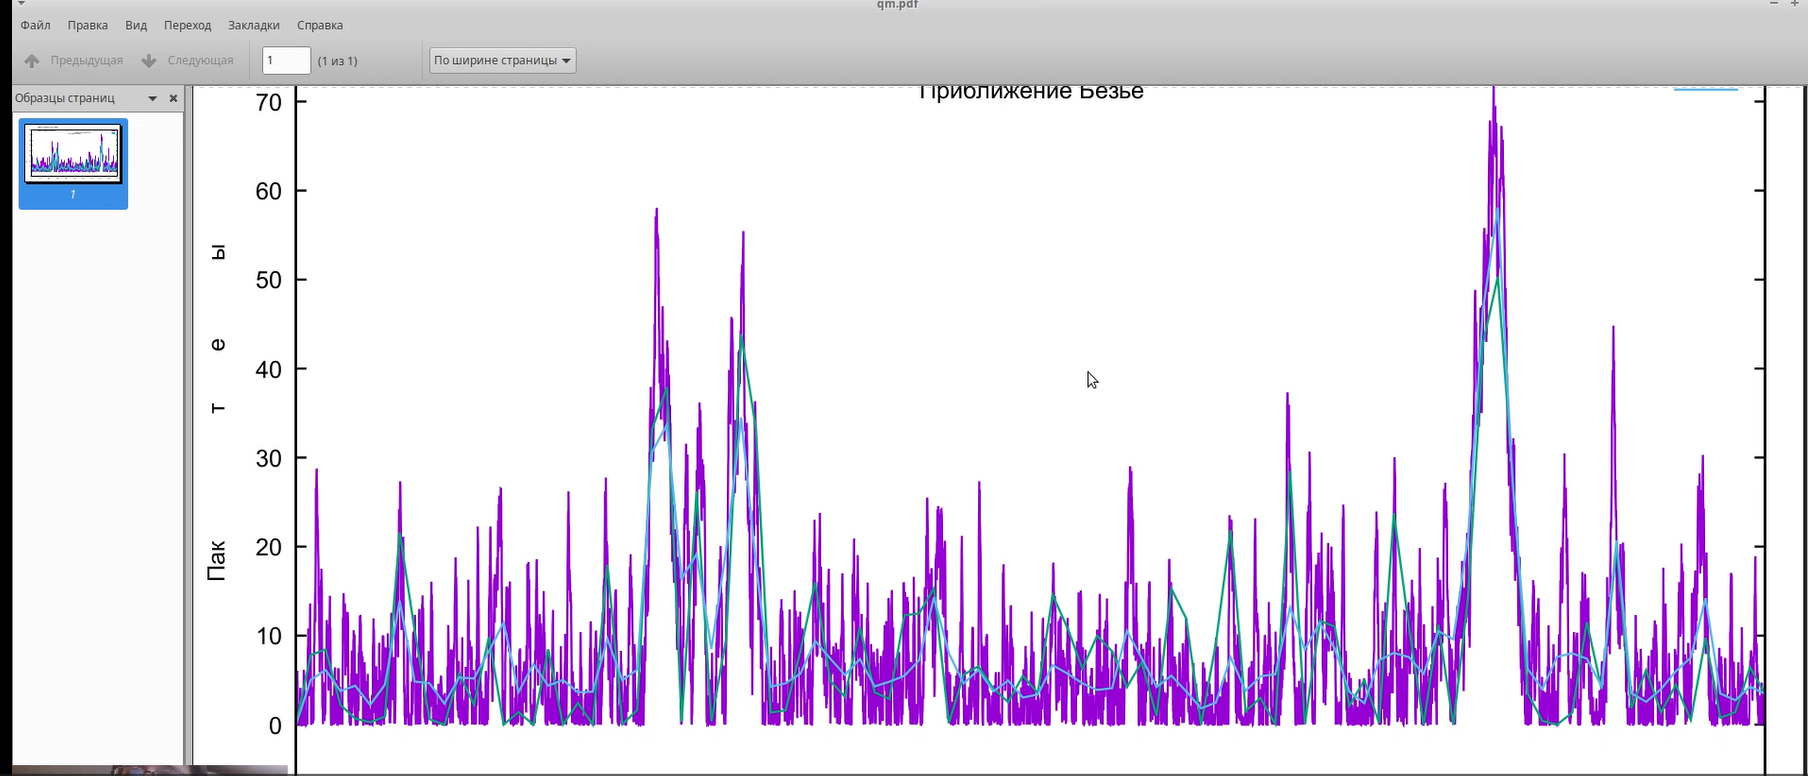 qm.pdf
Файл Правка Вид Переход Закладки Справка
Предыдущая Следующая 1 (1 из 1) По ширине страницы
Образцы страниц
1
Приближение Безье
70
60
50
40
30
20
10
0
Пак т е ы